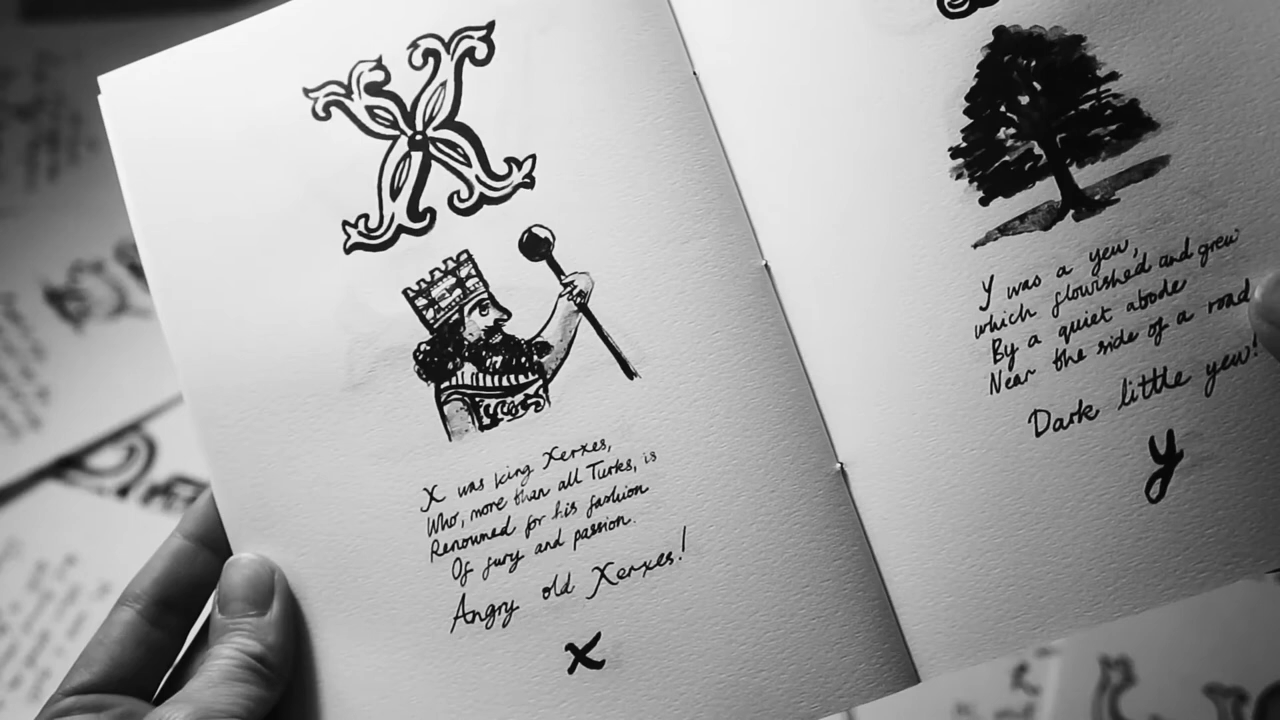 X
X was king Xerxes,
Who, more than all Turks, is
Renowned for his fashion
Of fury and passion.
Angry old Xerxes!
x
Y was a yew,
which flourished and grew
By a quiet abode
Near the side of a road
Dark little yew!
y